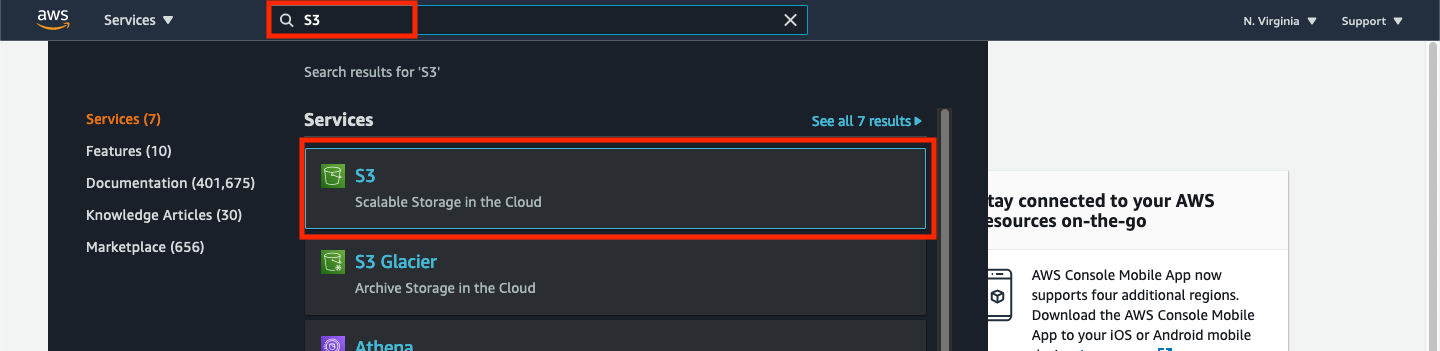 aws
Services ▼
S3
N. Virginia ▼
Support ▼
Search results for 'S3'
Services (7)
Features (10)
Documentation (401,675)
Knowledge Articles (30)
Marketplace (656)
Services
See all 7 results ▶
S3
Scalable Storage in the Cloud
S3 Glacier
Archive Storage in the Cloud
Athena
tay connected to your AWS
esources on-the-go
AWS Console Mobile App now
supports four additional regions.
Download the AWS Console Mobile
App to your iOS or Android mobile